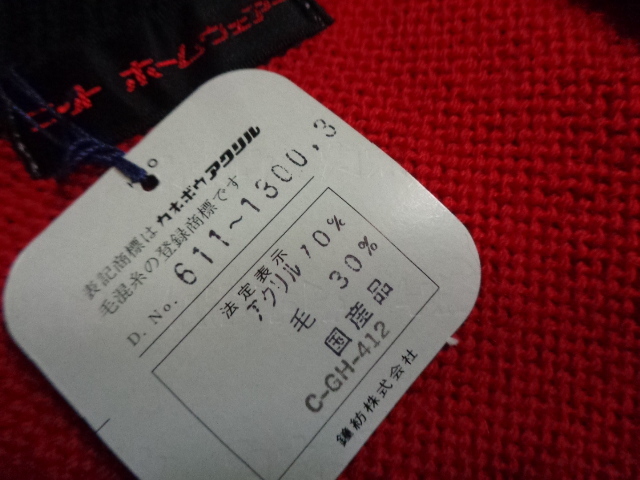 ニット ホームウェア
表記商標はカネボウアクリル
毛混糸の登録商標です
D. No. 611~1300,3
法定表示
アクリル70%
毛 30%
国産品
C-GH-412
鐘紡株式会社